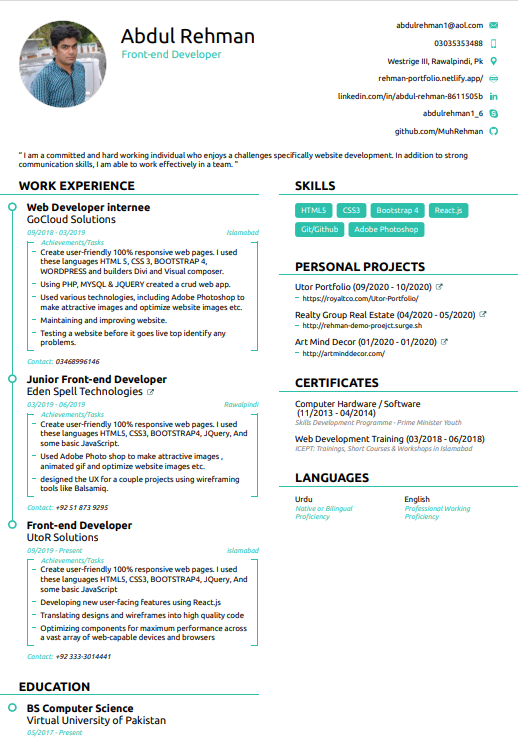 Abdul Rehman
Front-end Developer
abdulrehman1@aol.com
03035353488
Westrige III, Rawalpindi, Pk
rehman-portfolio.netlify.app/
linkedin.com/in/abdul-rehman-8611505b
abdulrehman1_6
github.com/MuhRehman
" I am a committed and hard working individual who enjoys a challenges specifically website development. In addition to strong
communication skills, I am able to work effectively in a team. "
WORK EXPERIENCE
Web Developer internee
GoCloud Solutions
09/2018 - 03/2019 Islamabad
Achievements/Tasks
– Create user-friendly 100% responsive web pages. I used
these languages HTML 5, CSS 3, BOOTSTRAP 4,
WORDPRESS and builders Divi and Visual composer.
– Using PHP, MYSQL & JQUERY created a crud web app.
– Used various technologies, including Adobe Photoshop to
make attractive images and optimize website images etc.
– Maintaining and improving website.
– Testing a website before it goes live top identify any
problems.
Contact: 03468996146
Junior Front-end Developer
Eden Spell Technologies
03/2019 - 06/2019 Rawalpindi
Achievements/Tasks
– Create user-friendly 100% responsive web pages. I used
these languages HTML5, CSS3, BOOTSTRAP4, JQuery, And
some basic JavaScript.
– Used Adobe Photo shop to make attractive images ,
animated gif and optimize website images etc.
– designed the UX for a couple projects using wireframing
tools like Balsamiq.
Contact: +92 51 873 9295
Front-end Developer
UtoR Solutions
09/2019 - Present Islamabad
Achievements/Tasks
– Create user-friendly 100% responsive web pages. I used
these languages HTML5, CSS3, BOOTSTRAP4, JQuery, And
some basic JavaScript
– Developing new user-facing features using React.js
– Translating designs and wireframes into high quality code
– Optimizing components for maximum performance across
a vast array of web-capable devices and browsers
Contact: +92 333-3014441
EDUCATION
BS Computer Science
Virtual University of Pakistan
05/2017 - Present
SKILLS
HTML5 CSS3 Bootstrap 4 React.js
Git/Github Adobe Photoshop
PERSONAL PROJECTS
Utor Portfolio (09/2020 - 10/2020)
– https://royaltco.com/Utor-Portfolio/
Realty Group Real Estate (04/2020 - 05/2020)
– http://rehman-demo-proejct.surge.sh
Art Mind Decor (01/2020 - 01/2020)
– http://artminddecor.com/
CERTIFICATES
Computer Hardware / Software
(11/2013 - 04/2014)
Skills Development Programme - Prime Minister Youth
Web Development Training (03/2018 - 06/2018)
ICEPT: Trainings, Short Courses & Workshops in Islamabad
LANGUAGES
Urdu
Native or Bilingual
Proficiency
English
Professional Working
Proficiency